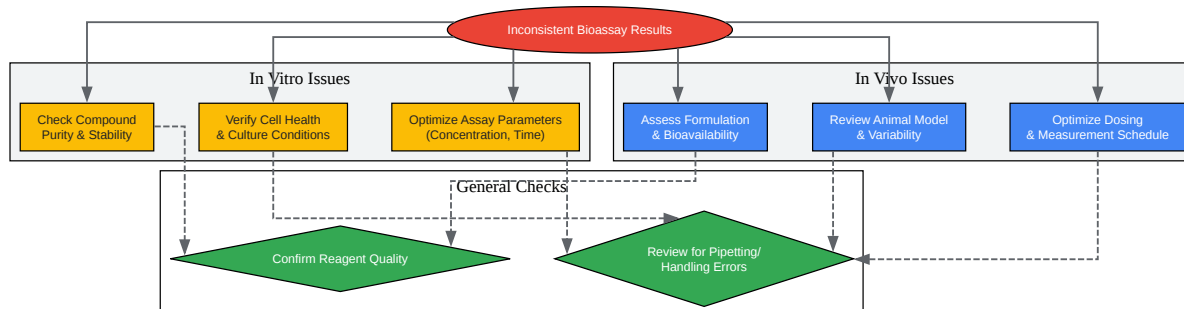 Inconsistent Bioassay Results
In Vitro Issues
In Vivo Issues
Check Compound
Purity & Stability
Verify Cell Health
& Culture Conditions
Optimize Assay Parameters
(Concentration, Time)
Assess Formulation
& Bioavailability
Review Animal Model
& Variability
Optimize Dosing
& Measurement Schedule
General Checks
Confirm Reagent Quality
Review for Pipetting/
Handling Errors